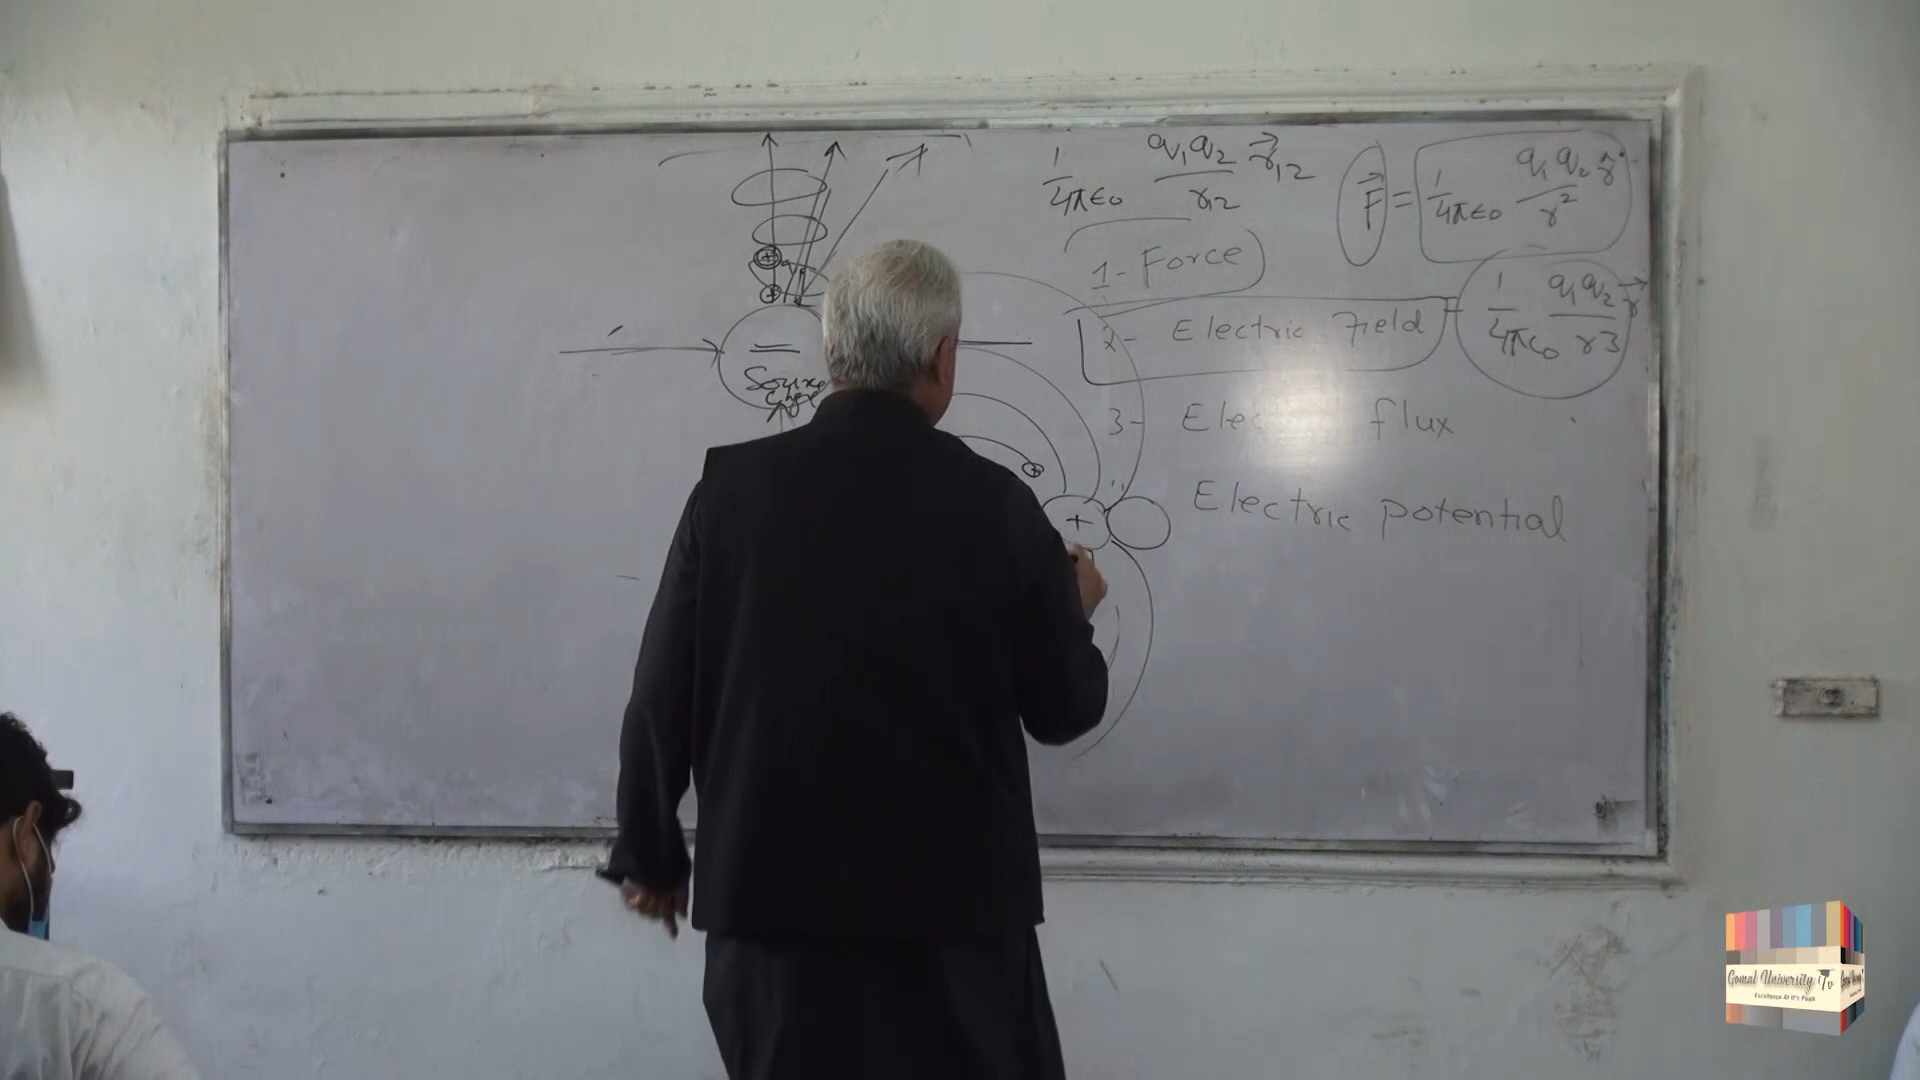 1/4πε₀ q₁q₂/r₁₂ r⃗₁₂
F⃗ = 1/4πε₀ q₁q₂/r² r̂
1- Force
2- Electric Field = 1/4πε₀ q₁q₂/r3 r⃗
3- Electric flux
" Electric potential
Source
+
Gomal University Tv
Excellence At It's Peak